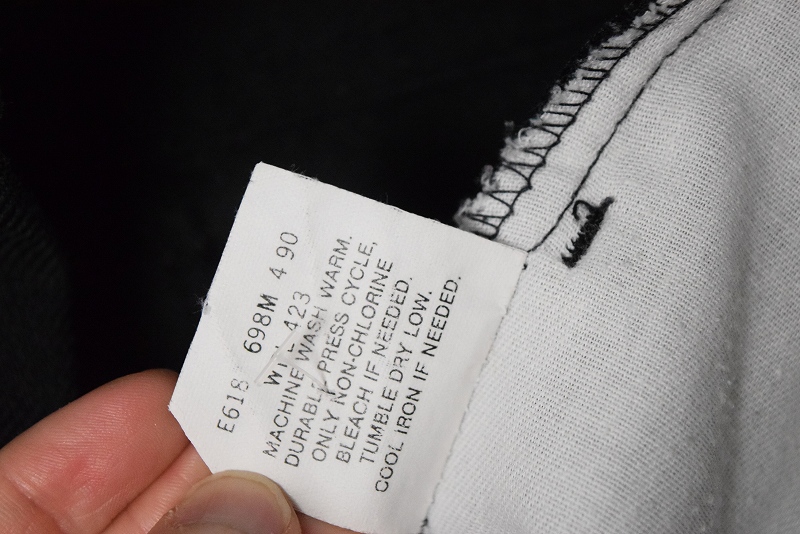 E618 698M 4 90
WPL 423
MACHINE WASH WARM.
DURABLE PRESS CYCLE,
ONLY NON-CHLORINE
BLEACH IF NEEDED.
TUMBLE DRY LOW.
COOL IRON IF NEEDED.